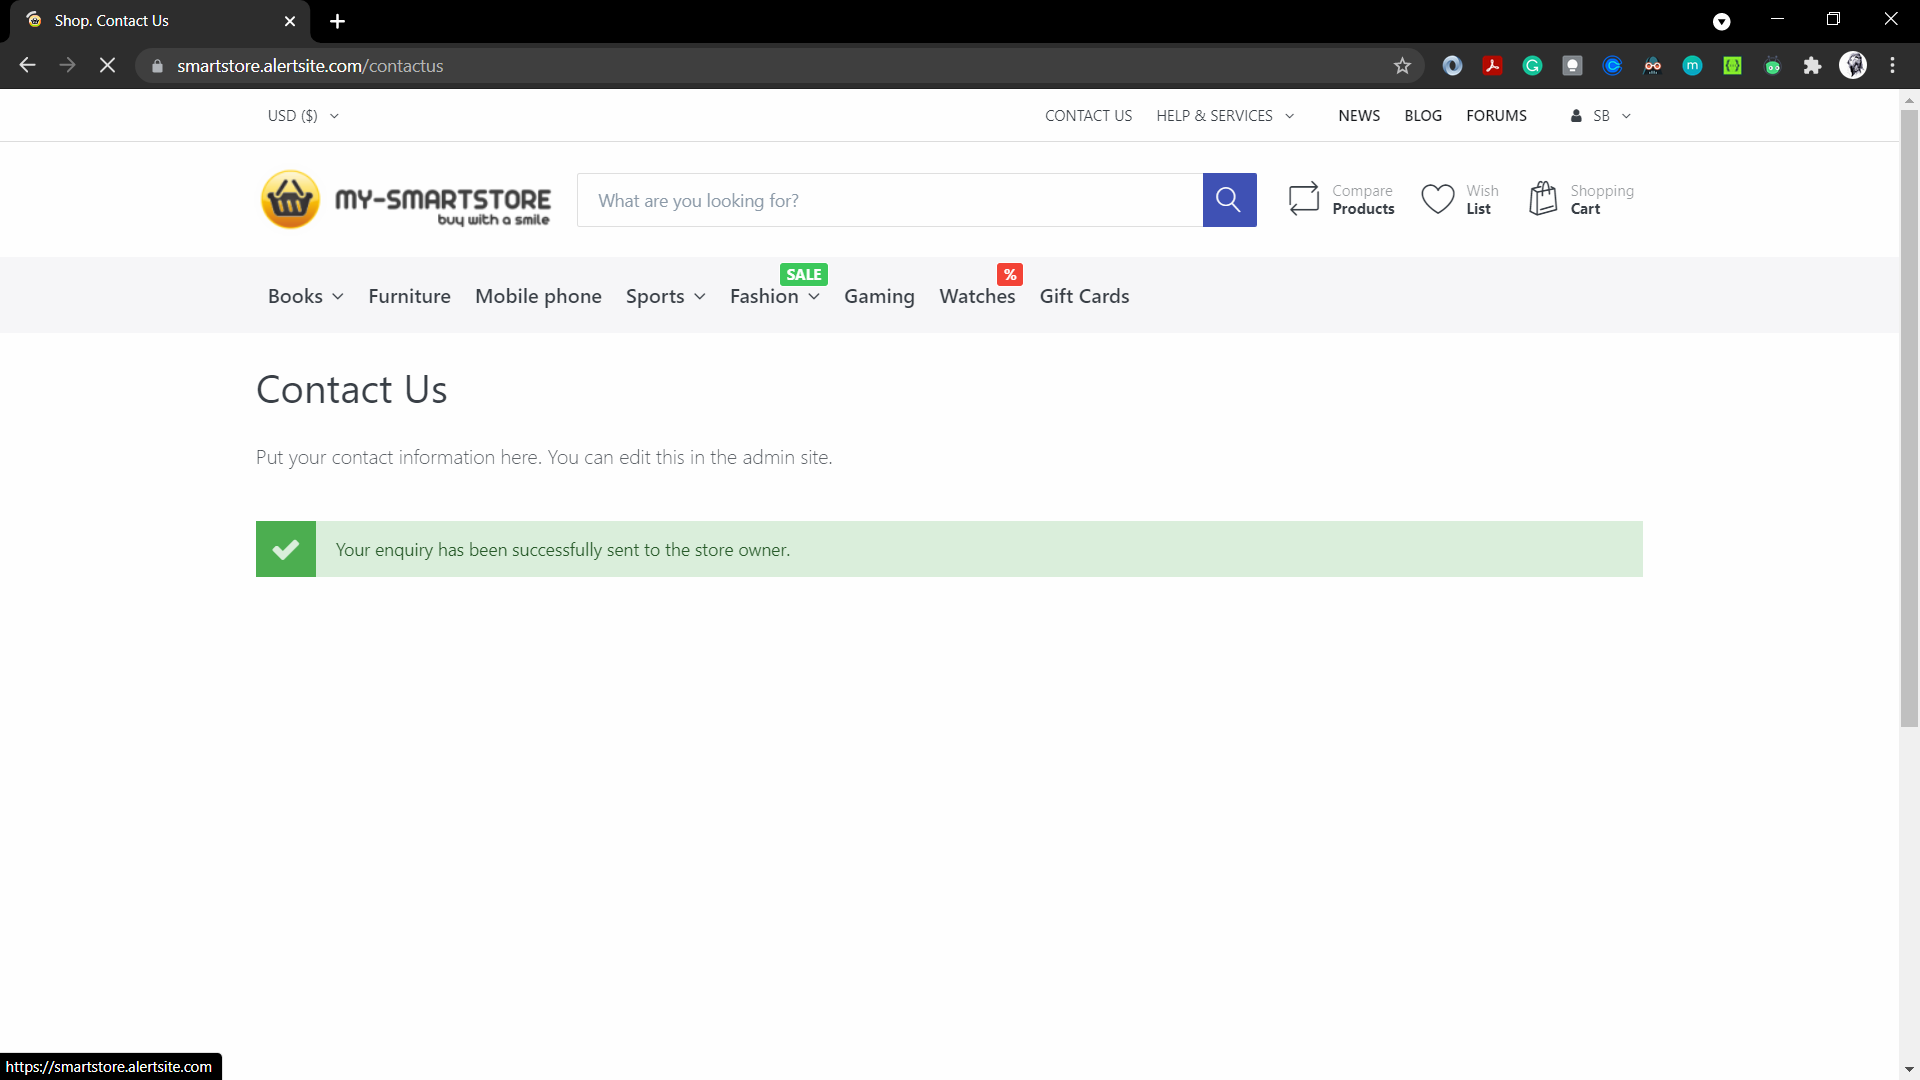 Shop. Contact Us
smartstore.alertsite.com/contactus
USD ($)
CONTACT US HELP & SERVICES NEWS BLOG FORUMS SB
MY-SMARTSTORE
buy with a smile
What are you looking for?
Compare
Products
Wish
List
Shopping
Cart
SALE
%
Books Furniture Mobile phone Sports Fashion Gaming Watches Gift Cards
Contact Us
Put your contact information here. You can edit this in the admin site.
Your enquiry has been successfully sent to the store owner.
https://smartstore.alertsite.com